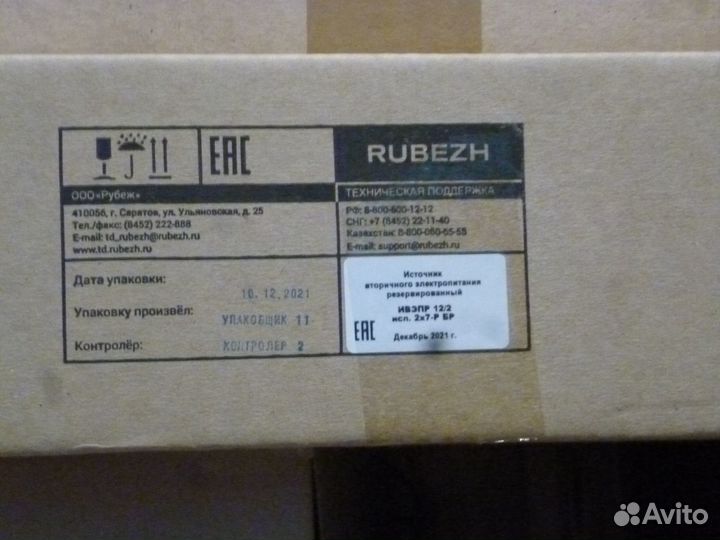 EAC
RUBEZH
ООО «Рубеж»
410056, г. Саратов, ул. Ульяновская, д. 25
Тел./факс: (8452) 222-888
E-mail: td_rubezh@rubezh.ru
www.td.rubezh.ru
ТЕХНИЧЕСКАЯ ПОДДЕРЖКА
РФ: 8-800-600-12-12
СНГ: +7 (8452) 22-11-40
Казахстан: 8-800-080-65-55
E-mail: support@rubezh.ru
Дата упаковки:
10.12.2021
Упаковку произвёл:
УПАКОВЩИК 11
Контролёр:
КОНТРОЛЕР 2
Источник
вторичного электропитания
резервированный
ИВЭПР 12/2
исп. 2х7-Р БР
EAC
Декабрь 2021 г.
Avito